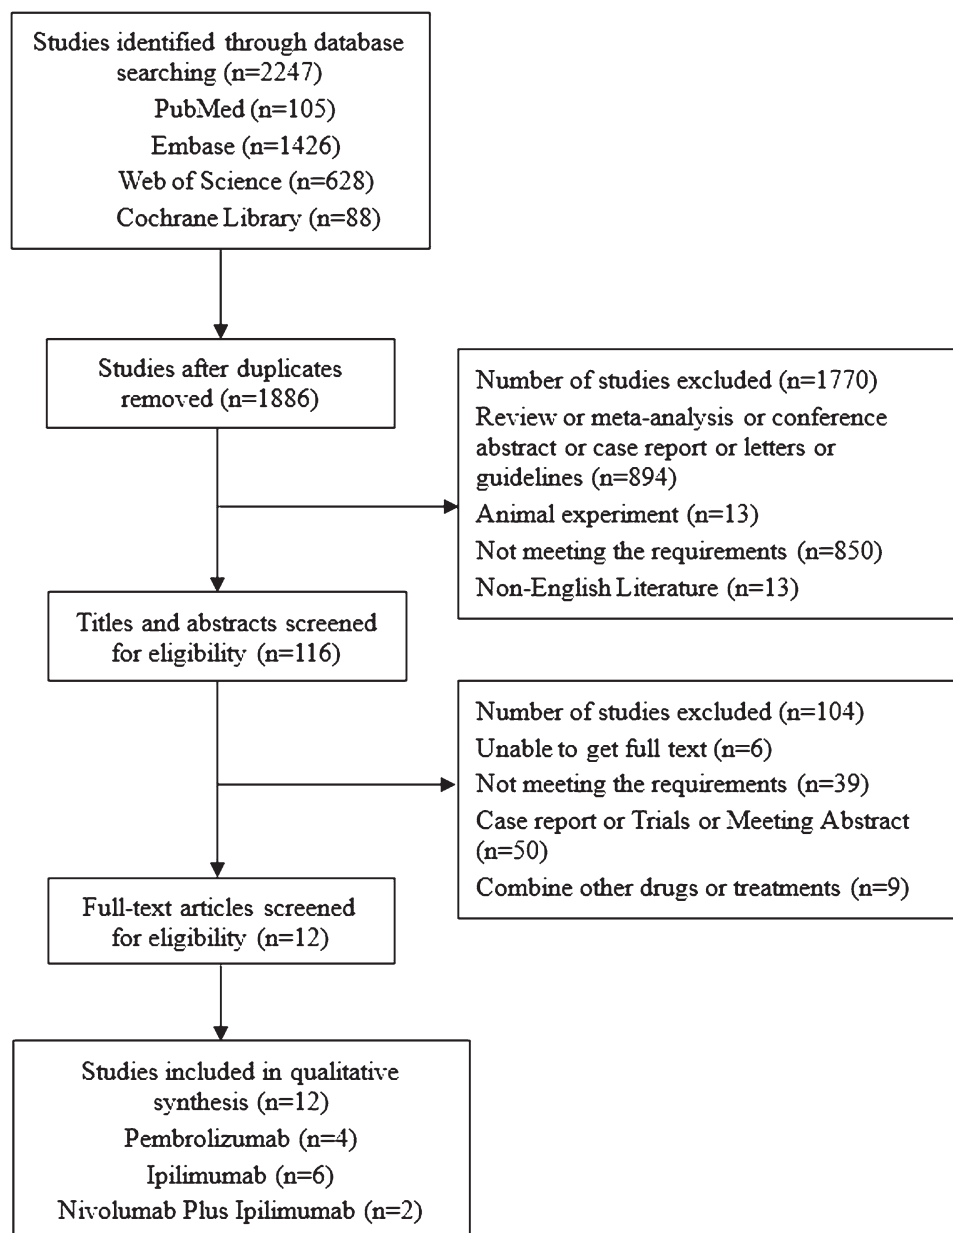 Studies identified through database
searching (n=2247)
PubMed (n=105)
Embase (n=1426)
Web of Science (n=628)
Cochrane Library (n=88)
Studies after duplicates
removed (n=1886)
Number of studies excluded (n=1770)
Review or meta-analysis or conference
abstract or case report or letters or
guidelines (n=894)
Animal experiment (n=13)
Not meeting the requirements (n=850)
Non-English Literature (n=13)
Titles and abstracts screened
for eligibility (n=116)
Number of studies excluded (n=104)
Unable to get full text (n=6)
Not meeting the requirements (n=39)
Case report or Trials or Meeting Abstract
(n=50)
Combine other drugs or treatments (n=9)
Full-text articles screened
for eligibility (n=12)
Studies included in qualitative
synthesis (n=12)
Pembrolizumab (n=4)
Ipilimumab (n=6)
Nivolumab Plus Ipilimumab (n=2)